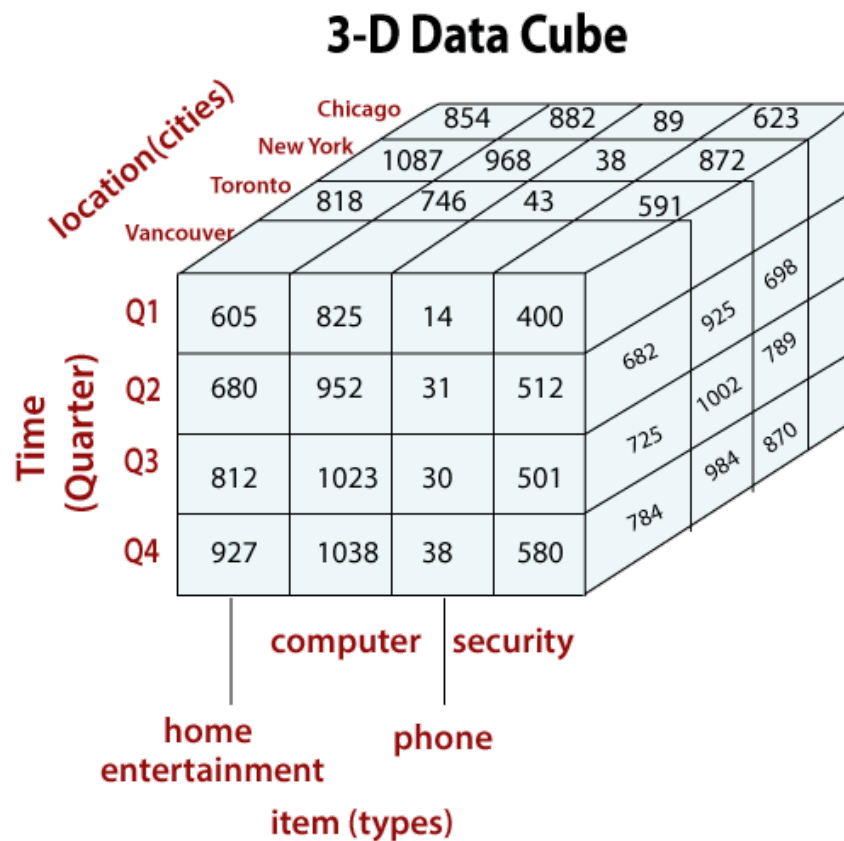 3-D Data Cube
location(cities)
Chicago 854 882 89 623
New York 1087 968 38 872
Toronto 818 746 43 591
Vancouver
Time
(Quarter)
Q1 605 825 14 400
Q2 680 952 31 512
Q3 812 1023 30 501
Q4 927 1038 38 580
682 925 698
725 1002 789
784 984 870
computer security
home
entertainment
phone
item (types)